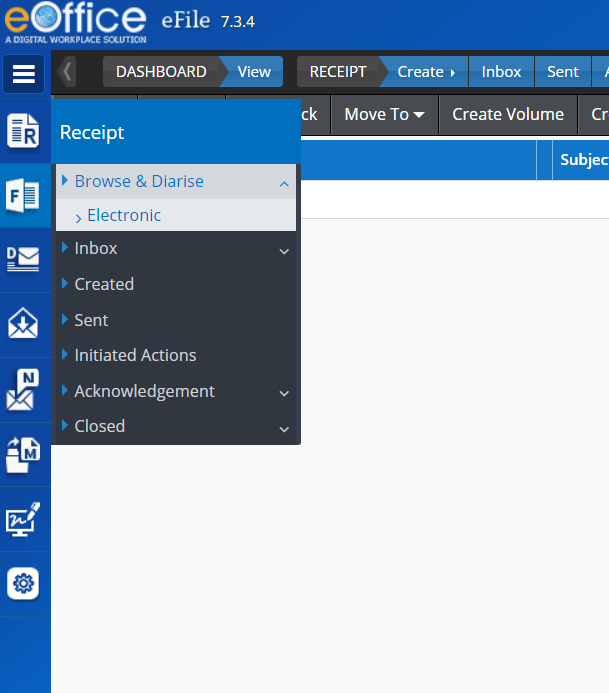 eOffice
A DIGITAL WORKPLACE SOLUTION
eFile 7.3.4
DASHBOARD View RECEIPT Create Inbox Sent
ck Move To Create Volume Cr
R
Receipt
Subjec
Browse & Diarise
F
Electronic
Inbox
D
Created
Sent
Initiated Actions
N
Acknowledgement
Closed
M